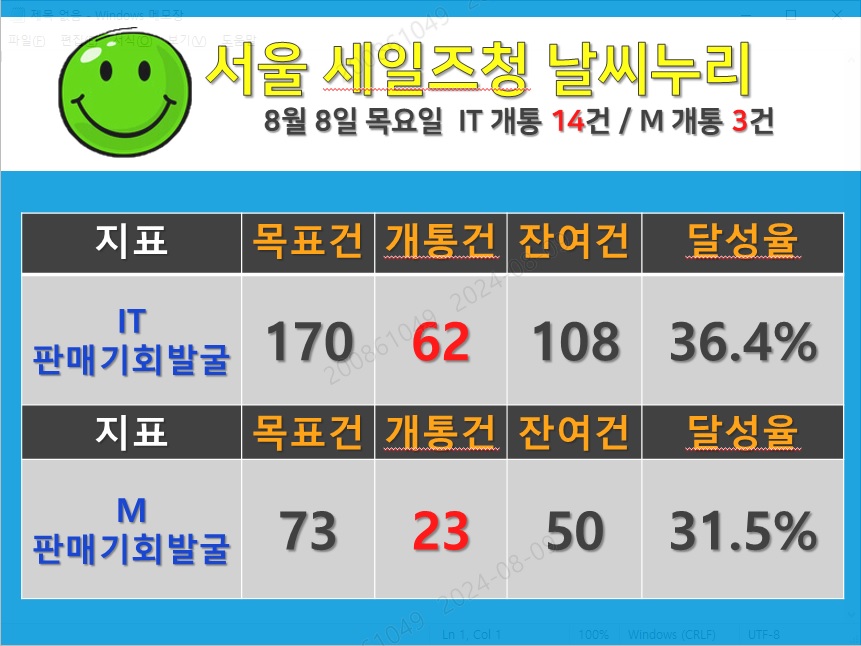 제목 없음 - Windows 메모장
파일(F) 편집 서식(O) 보기(V) 도움말
서울 세일즈청 날씨누리
8월 8일 목요일 IT 개통 14건 / M 개통 3건
지표 목표건 개통건 잔여건 달성율
IT
판매기회발굴 170 62 108 36.4%
지표 목표건 개통건 잔여건 달성율
M
판매기회발굴 73 23 50 31.5%
200861049 2024-08-09
200861049 2024-08-09
Ln 1, Col 1 100% Windows (CRLF) UTF-8